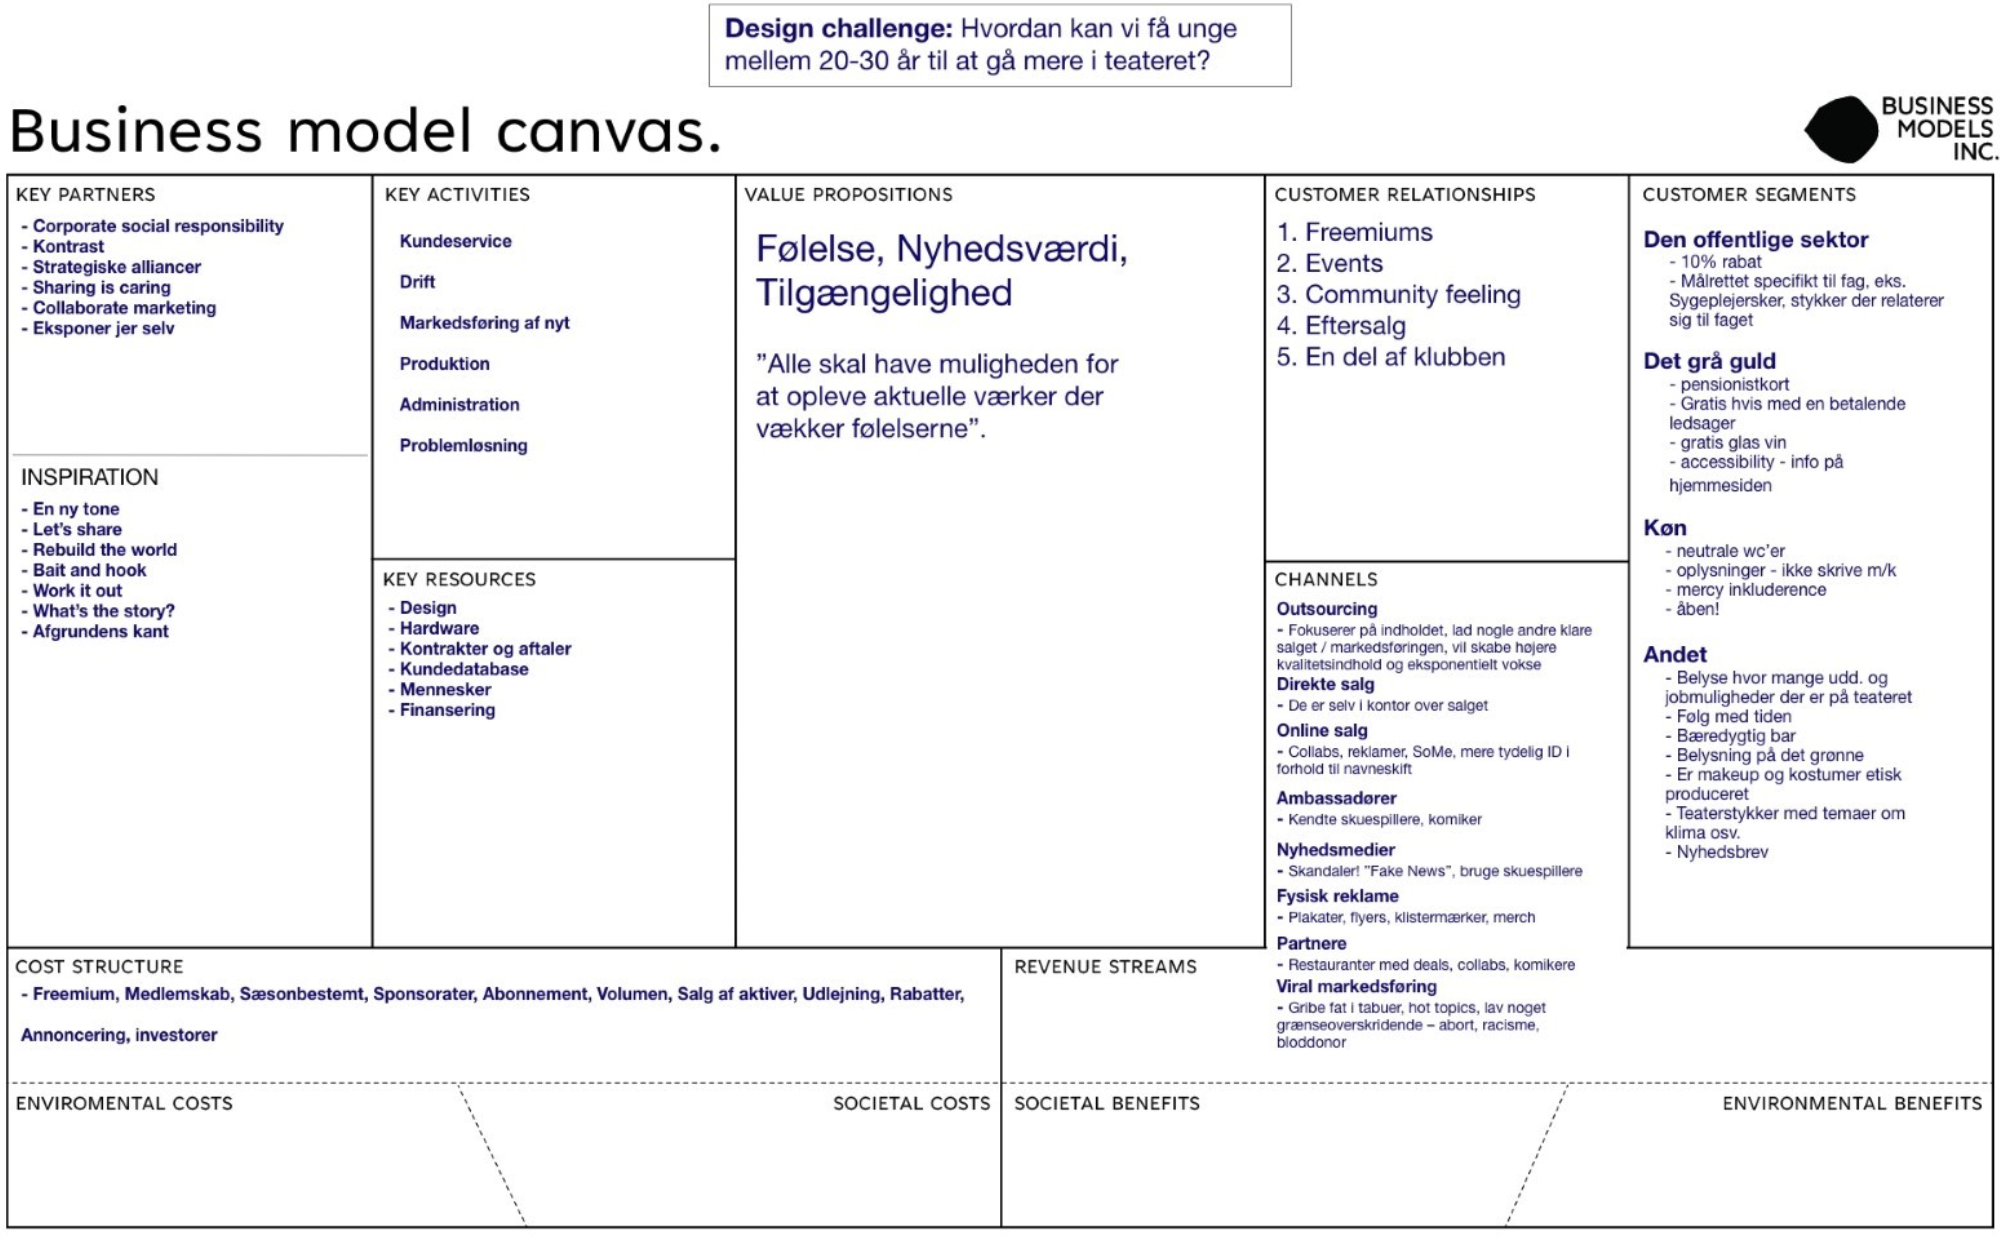 Design challenge: Hvordan kan vi få unge
mellem 20-30 år til at gå mere i teateret?
Business model canvas.
BUSINESS
MODELS
INC.
KEY PARTNERS
- Corporate social responsibility
- Kontrast
- Strategiske alliancer
- Sharing is caring
- Collaborate marketing
- Eksponer jer selv
INSPIRATION
- En ny tone
- Let's share
- Rebuild the world
- Bait and hook
- Work it out
- What's the story?
- Afgrundens kant
KEY ACTIVITIES
Kundeservice
Drift
Markedsføring af nyt
Produktion
Administration
Problemløsning
KEY RESOURCES
- Design
- Hardware
- Kontrakter og aftaler
- Kundedatabase
- Mennesker
- Finansering
VALUE PROPOSITIONS
Følelse, Nyhedsværdi,
Tilgængelighed
”Alle skal have muligheden for
at opleve aktuelle værker der
vækker følelserne”.
CUSTOMER RELATIONSHIPS
1. Freemiums
2. Events
3. Community feeling
4. Eftersalg
5. En del af klubben
CHANNELS
Outsourcing
- Fokuserer på indholdet, lad nogle andre klare
salget / markedsføringen, vil skabe højere
kvalitetsindhold og eksponentielt vokse
Direkte salg
- De er selv i kontor over salget
Online salg
- Collabs, reklamer, SoMe, mere tydelig ID i
forhold til navneskift
Ambassadører
- Kendte skuespillere, komiker
Nyhedsmedier
- Skandaler! ”Fake News”, bruge skuespillere
Fysisk reklame
- Plakater, flyers, klistermærker, merch
Partnere
- Restauranter med deals, collabs, komikere
Viral markedsføring
- Gribe fat i tabuer, hot topics, lav noget
grænseoverskridende – abort, racisme,
bloddonor
CUSTOMER SEGMENTS
Den offentlige sektor
- 10% rabat
- Målrettet specifikt til fag, eks.
Sygeplejersker, stykker der relaterer
sig til faget
Det grå guld
- pensionistkort
- Gratis hvis med en betalende
ledsager
- gratis glas vin
- accessibility - info på
hjemmesiden
Køn
- neutrale wc'er
- oplysninger - ikke skrive m/k
- mercy inkluderence
- åben!
Andet
- Belyse hvor mange udd. og
jobmuligheder der er på teateret
- Følg med tiden
- Bæredygtig bar
- Belysning på det grønne
- Er makeup og kostumer etisk
produceret
- Teaterstykker med temaer om
klima osv.
- Nyhedsbrev
COST STRUCTURE
- Freemium, Medlemskab, Sæsonbestemt, Sponsorater, Abonnement, Volumen, Salg af aktiver, Udlejning, Rabatter,
Annoncering, investorer
REVENUE STREAMS
ENVIROMENTAL COSTS
SOCIETAL COSTS
SOCIETAL BENEFITS
ENVIRONMENTAL BENEFITS